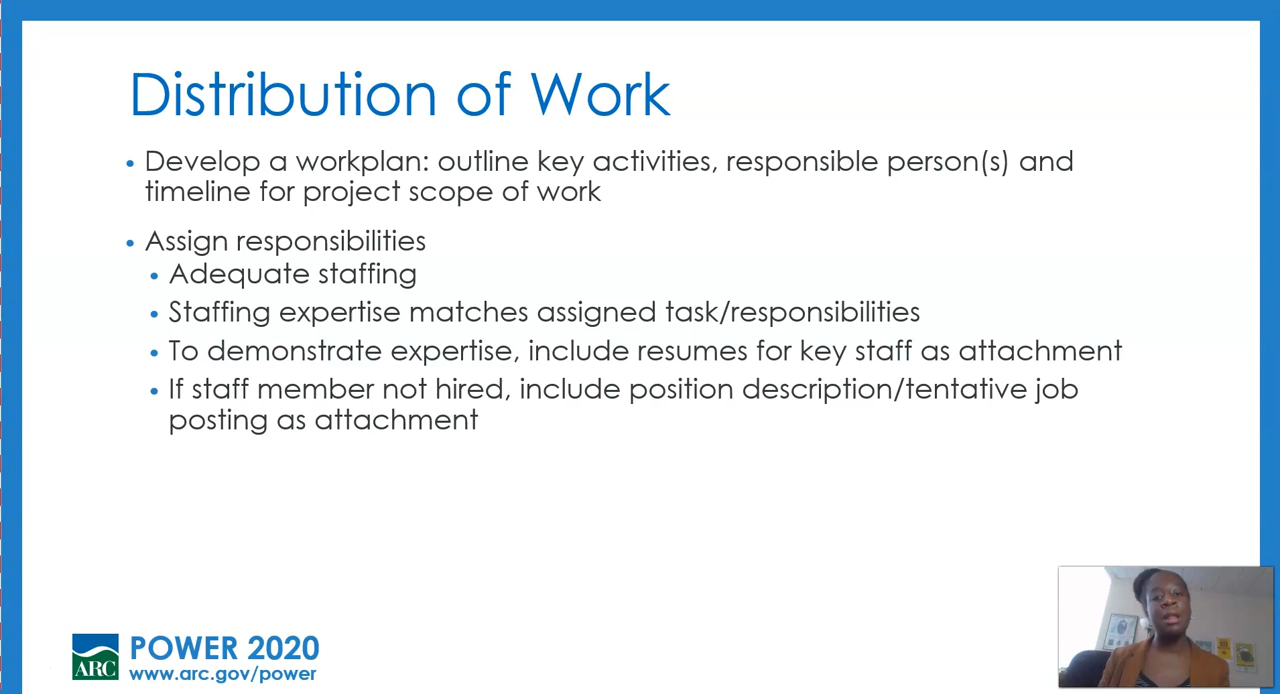 Distribution of Work
• Develop a workplan: outline key activities, responsible person(s) and
timeline for project scope of work
• Assign responsibilities
• Adequate staffing
• Staffing expertise matches assigned task/responsibilities
• To demonstrate expertise, include resumes for key staff as attachment
• If staff member not hired, include position description/tentative job
posting as attachment
ARC
POWER 2020
www.arc.gov/power